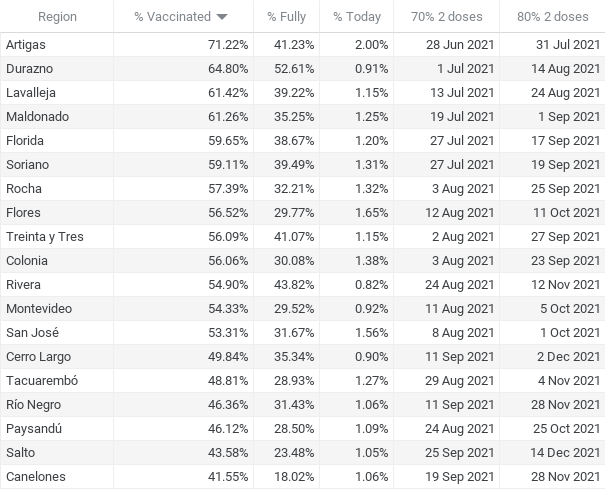 Region % Vaccinated % Fully % Today 70% 2 doses 80% 2 doses
Artigas 71.22% 41.23% 2.00% 28 Jun 2021 31 Jul 2021
Durazno 64.80% 52.61% 0.91% 1 Jul 2021 14 Aug 2021
Lavalleja 61.42% 39.22% 1.15% 13 Jul 2021 24 Aug 2021
Maldonado 61.26% 35.25% 1.25% 19 Jul 2021 1 Sep 2021
Florida 59.65% 38.67% 1.20% 27 Jul 2021 17 Sep 2021
Soriano 59.11% 39.49% 1.31% 27 Jul 2021 19 Sep 2021
Rocha 57.39% 32.21% 1.32% 3 Aug 2021 25 Sep 2021
Flores 56.52% 29.77% 1.65% 12 Aug 2021 11 Oct 2021
Treinta y Tres 56.09% 41.07% 1.15% 2 Aug 2021 27 Sep 2021
Colonia 56.06% 30.08% 1.38% 3 Aug 2021 23 Sep 2021
Rivera 54.90% 43.82% 0.82% 24 Aug 2021 12 Nov 2021
Montevideo 54.33% 29.52% 0.92% 11 Aug 2021 5 Oct 2021
San José 53.31% 31.67% 1.56% 8 Aug 2021 1 Oct 2021
Cerro Largo 49.84% 35.34% 0.90% 11 Sep 2021 2 Dec 2021
Tacuarembó 48.81% 28.93% 1.27% 29 Aug 2021 4 Nov 2021
Río Negro 46.36% 31.43% 1.06% 11 Sep 2021 28 Nov 2021
Paysandú 46.12% 28.50% 1.09% 24 Aug 2021 25 Oct 2021
Salto 43.58% 23.48% 1.05% 25 Sep 2021 14 Dec 2021
Canelones 41.55% 18.02% 1.06% 19 Sep 2021 28 Nov 2021